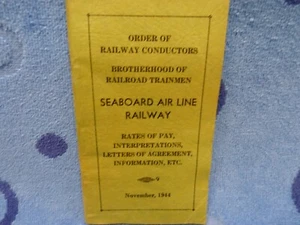 ORDER OF
RAILWAY CONDUCTORS
BROTHERHOOD OF
RAILROAD TRAINMEN
SEABOARD AIR LINE
RAILWAY
RATES OF PAY,
INTERPRETATIONS,
LETTERS OF AGREEMENT,
INFORMATION, ETC.
November, 1944